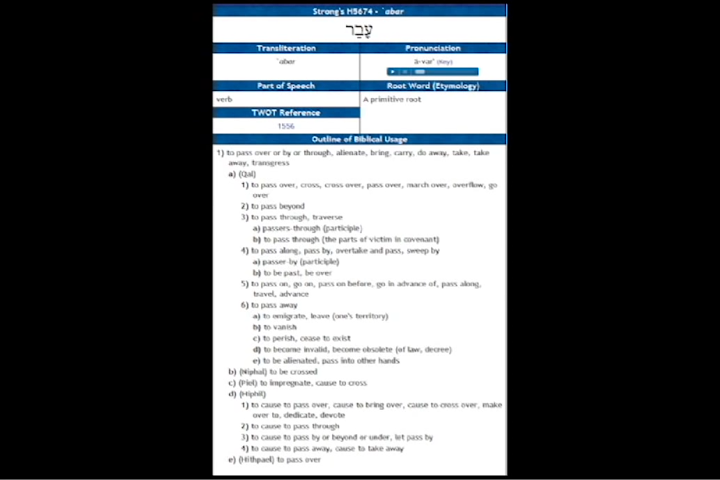 Strong's H5674 - `abar
עָבַר
Transliteration
Pronunciation
`abar
ä·var' (Key)
Part of Speech
Root Word (Etymology)
verb
A primitive root
TWOT Reference
1556
Outline of Biblical Usage
1) to pass over or by or through, alienate, bring, carry, do away, take, take
away, transgress
a) (Qal)
1) to pass over, cross, cross over, pass over, march over, overflow, go
over
2) to pass beyond
3) to pass through, traverse
a) passers-through (participle)
b) to pass through (the parts of victim in covenant)
4) to pass along, pass by, overtake and pass, sweep by
a) passer-by (participle)
b) to be past, be over
5) to pass on, go on, pass on before, go in advance of, pass along,
travel, advance
6) to pass away
a) to emigrate, leave (one's territory)
b) to vanish
c) to perish, cease to exist
d) to become invalid, become obsolete (of law, decree)
e) to be alienated, pass into other hands
b) (Niphal) to be crossed
c) (Piel) to impregnate, cause to cross
d) (Hiphil)
1) to cause to pass over, cause to bring over, cause to cross over, make
over to, dedicate, devote
2) to cause to pass through
3) to cause to pass by or beyond or under, let pass by
4) to cause to pass away, cause to take away
e) (Hithpael) to pass over